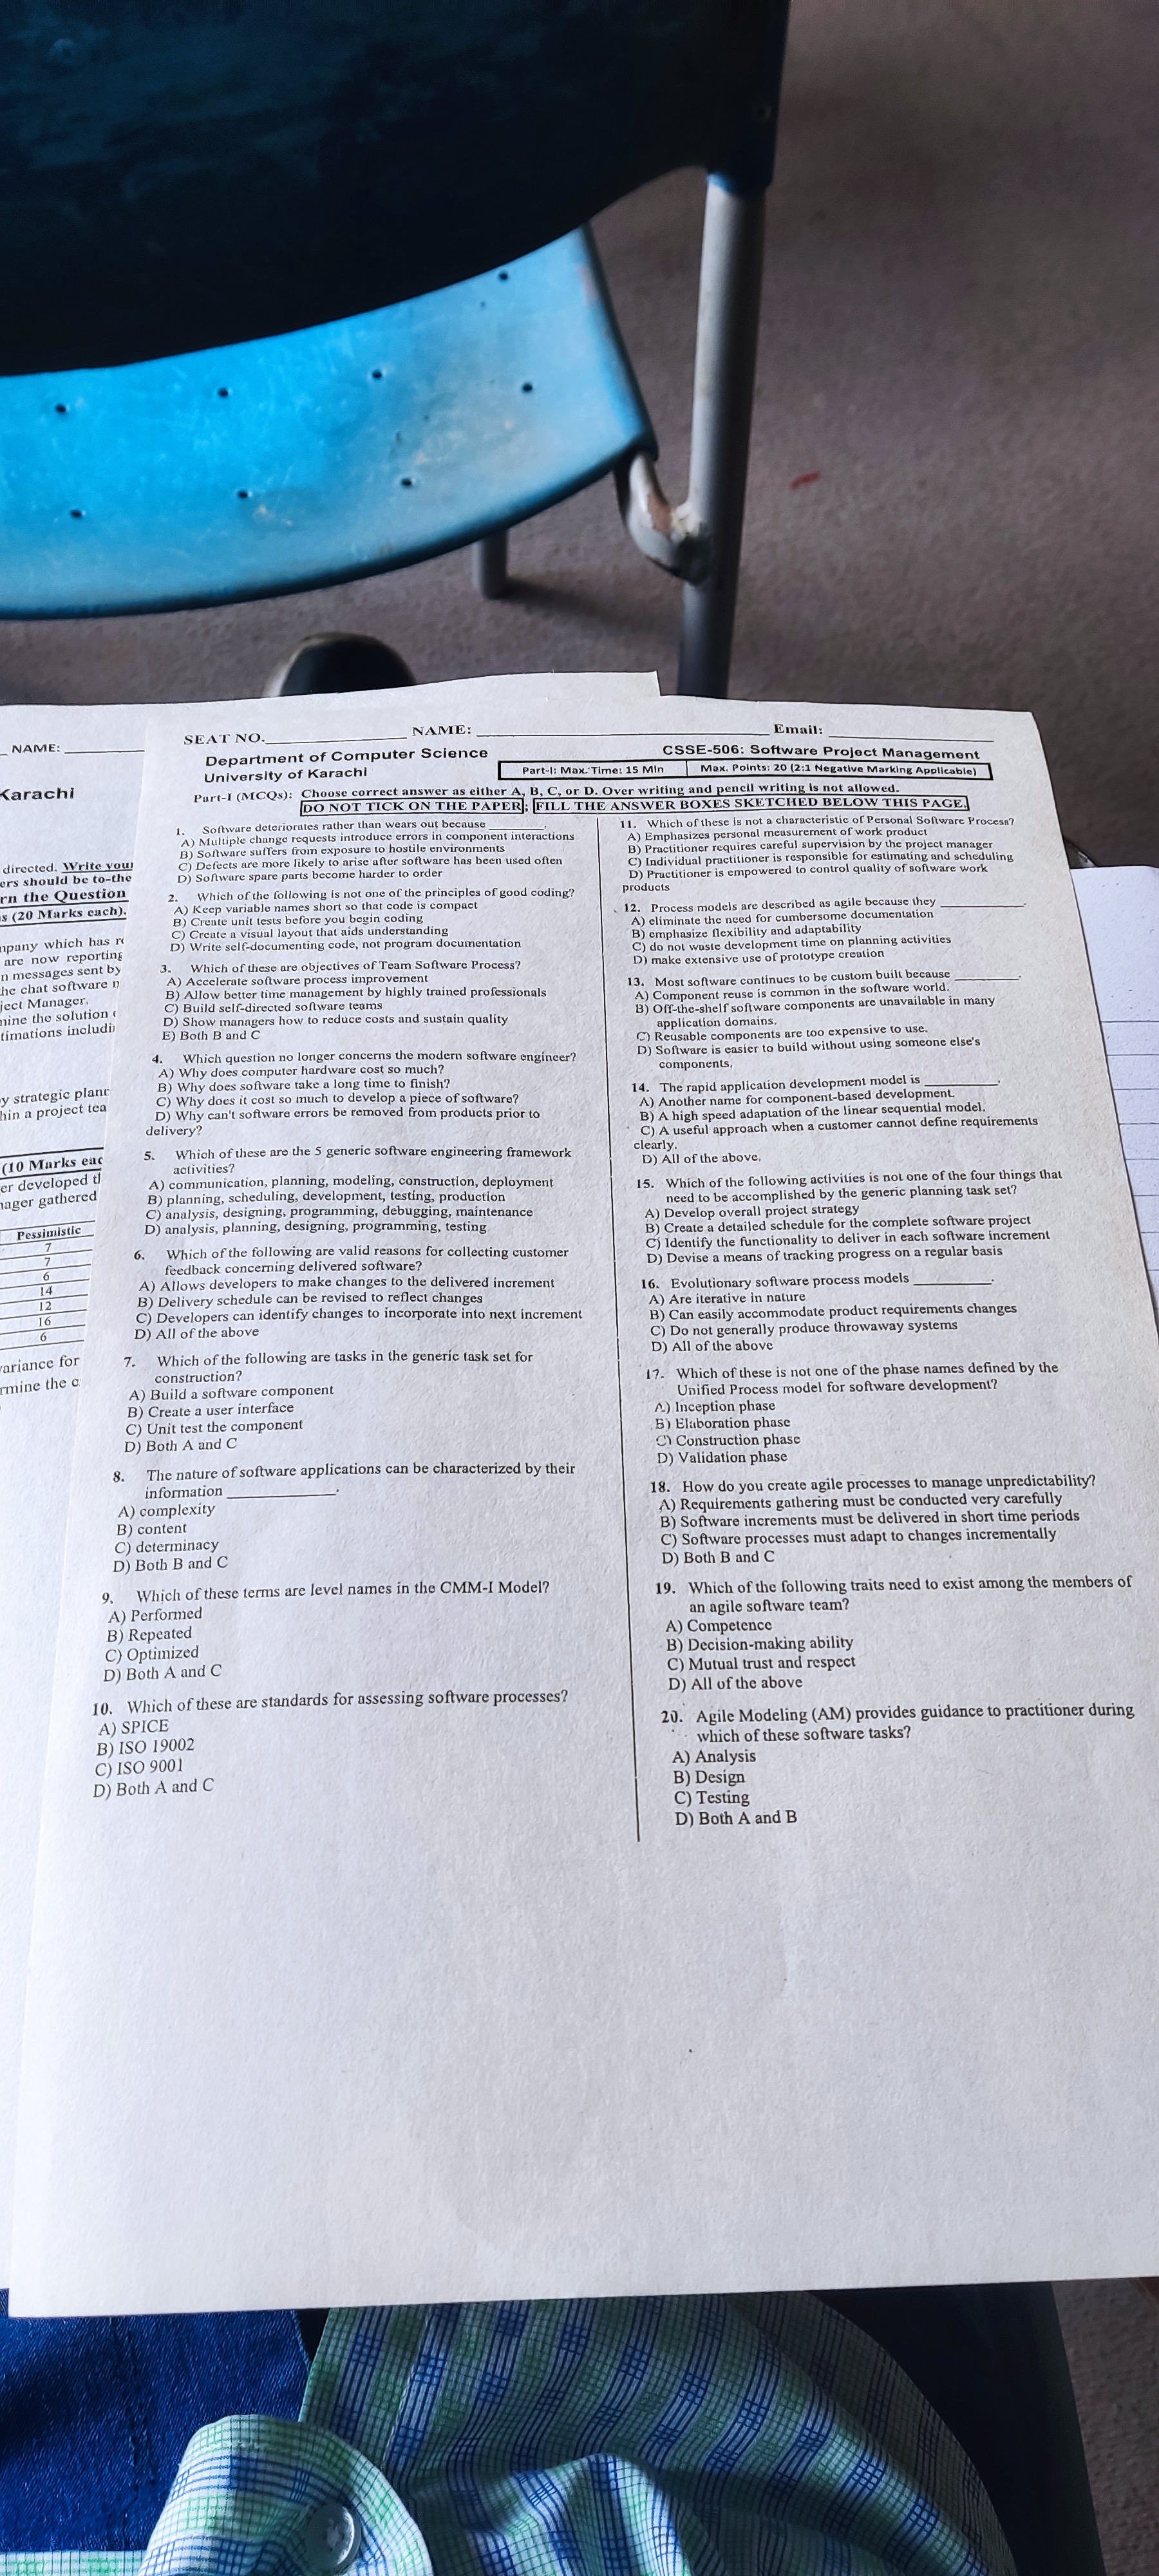 NAME:
Karachi
directed. Write your
ers should be to-the
rn the Question
s (20 Marks each).
mpany which has
are now reporting
n messages sent by
he chat software
ject Manager.
mine the solution
timations includi
y strategic plan
hin a project tea
(10 Marks eac
er developed
nager gathered
Pessimistic
7
7
6
14
12
16
6
variance for
rmine the c
SEAT NO. NAME: Email:
Department of Computer Science CSSE-506: Software Project Management
University of Karachi Part-I: Max. Time: 15 Min Max. Points: 20 (2:1 Negative Marking Applicable)
Part-I (MCQs): Choose correct answer as either A, B, C, or D. Over writing and pencil writing is not allowed.
DO NOT TICK ON THE PAPER; FILL THE ANSWER BOXES SKETCHED BELOW THIS PAGE.
1. Software deteriorates rather than wears out because ________.
A) Multiple change requests introduce errors in component interactions
B) Software suffers from exposure to hostile environments
C) Defects are more likely to arise after software has been used often
D) Software spare parts become harder to order
2. Which of the following is not one of the principles of good coding?
A) Keep variable names short so that code is compact
B) Create unit tests before you begin coding
C) Create a visual layout that aids understanding
D) Write self-documenting code, not program documentation
3. Which of these are objectives of Team Software Process?
A) Accelerate software process improvement
B) Allow better time management by highly trained professionals
C) Build self-directed software teams
D) Show managers how to reduce costs and sustain quality
E) Both B and C
4. Which question no longer concerns the modern software engineer?
A) Why does computer hardware cost so much?
B) Why does software take a long time to finish?
C) Why does it cost so much to develop a piece of software?
D) Why can't software errors be removed from products prior to
delivery?
5. Which of these are the 5 generic software engineering framework
activities?
A) communication, planning, modeling, construction, deployment
B) planning, scheduling, development, testing, production
C) analysis, designing, programming, debugging, maintenance
D) analysis, planning, designing, programming, testing
6. Which of the following are valid reasons for collecting customer
feedback concerning delivered software?
A) Allows developers to make changes to the delivered increment
B) Delivery schedule can be revised to reflect changes
C) Developers can identify changes to incorporate into next increment
D) All of the above
7. Which of the following are tasks in the generic task set for
construction?
A) Build a software component
B) Create a user interface
C) Unit test the component
D) Both A and C
8. The nature of software applications can be characterized by their
information ____________.
A) complexity
B) content
C) determinacy
D) Both B and C
9. Which of these terms are level names in the CMM-I Model?
A) Performed
B) Repeated
C) Optimized
D) Both A and C
10. Which of these are standards for assessing software processes?
A) SPICE
B) ISO 19002
C) ISO 9001
D) Both A and C
11. Which of these is not a characteristic of Personal Software Process?
A) Emphasizes personal measurement of work product
B) Practitioner requires careful supervision by the project manager
C) Individual practitioner is responsible for estimating and scheduling
D) Practitioner is empowered to control quality of software work
products
12. Process models are described as agile because they ____________.
A) eliminate the need for cumbersome documentation
B) emphasize flexibility and adaptability
C) do not waste development time on planning activities
D) make extensive use of prototype creation
13. Most software continues to be custom built because _________.
A) Component reuse is common in the software world.
B) Off-the-shelf software components are unavailable in many
application domains.
C) Reusable components are too expensive to use.
D) Software is easier to build without using someone else's
components.
14. The rapid application development model is __________.
A) Another name for component-based development.
B) A high speed adaptation of the linear sequential model.
C) A useful approach when a customer cannot define requirements
clearly.
D) All of the above.
15. Which of the following activities is not one of the four things that
need to be accomplished by the generic planning task set?
A) Develop overall project strategy
B) Create a detailed schedule for the complete software project
C) Identify the functionality to deliver in each software increment
D) Devise a means of tracking progress on a regular basis
16. Evolutionary software process models __________.
A) Are iterative in nature
B) Can easily accommodate product requirements changes
C) Do not generally produce throwaway systems
D) All of the above
17. Which of these is not one of the phase names defined by the
Unified Process model for software development?
A) Inception phase
B) Elaboration phase
C) Construction phase
D) Validation phase
18. How do you create agile processes to manage unpredictability?
A) Requirements gathering must be conducted very carefully
B) Software increments must be delivered in short time periods
C) Software processes must adapt to changes incrementally
D) Both B and C
19. Which of the following traits need to exist among the members of
an agile software team?
A) Competence
B) Decision-making ability
C) Mutual trust and respect
D) All of the above
20. Agile Modeling (AM) provides guidance to practitioner during
which of these software tasks?
A) Analysis
B) Design
C) Testing
D) Both A and B